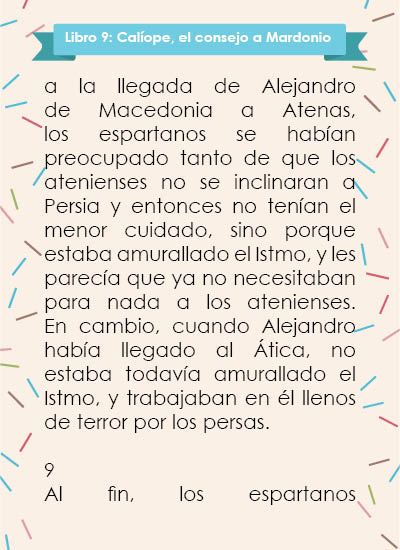 Libro 9: Calíope, el consejo a Mardonio
a la llegada de Alejandro
de Macedonia a Atenas,
los espartanos se habían
preocupado tanto de que los
atenienses no se inclinaran a
Persia y entonces no tenían el
menor cuidado, sino porque
estaba amurallado el Istmo, y les
parecía que ya no necesitaban
para nada a los atenienses.
En cambio, cuando Alejandro
había llegado al Ática, no
estaba todavía amurallado el
Istmo, y trabajaban en él llenos
de terror por los persas.
9
Al fin, los espartanos